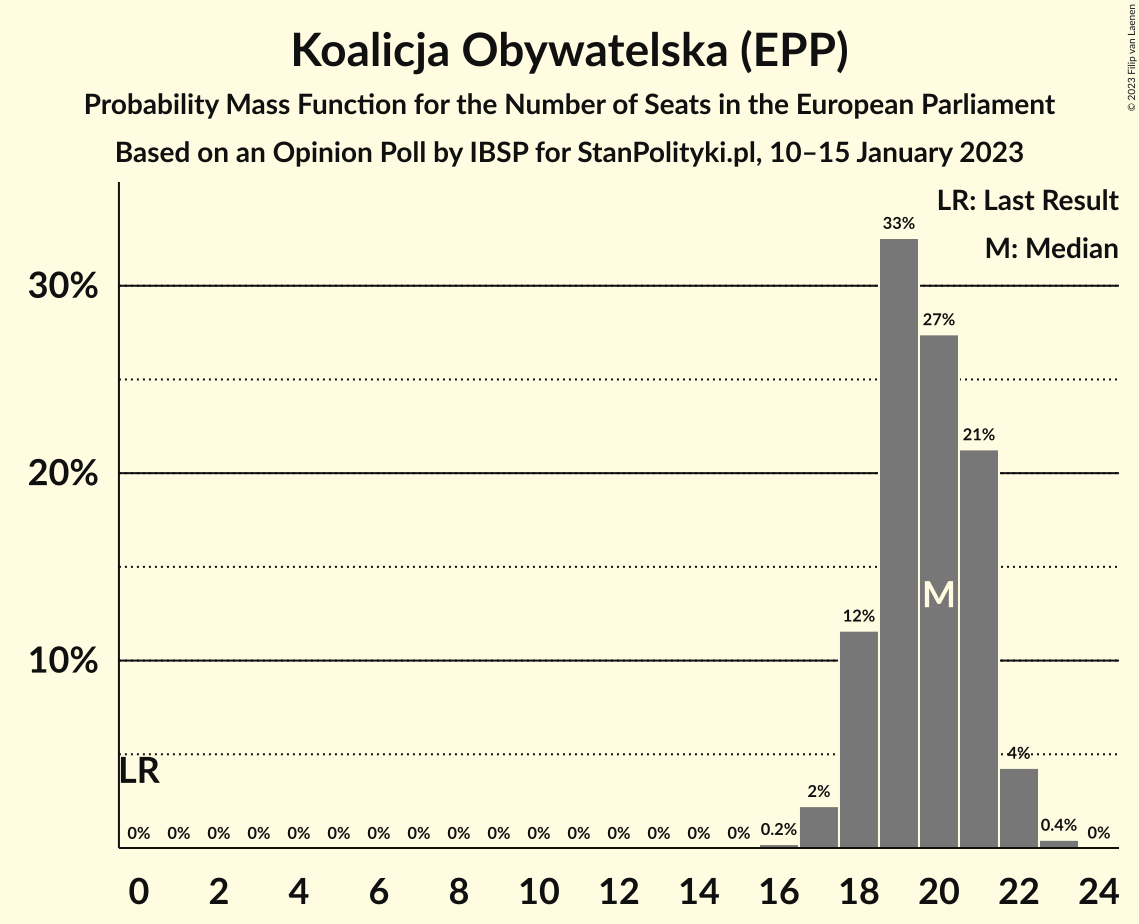 Koalicja Obywatelska (EPP)
Probability Mass Function for the Number of Seats in the European Parliament
Based on an Opinion Poll by IBSP for StanPolityki.pl, 10–15 January 2023
© 2023 Filip van Laenen
LR: Last Result
M: Median
30%
20%
10%
33%
27%
21%
12%
M
4%
LR
2%
0% 0% 0% 0% 0% 0% 0% 0% 0% 0% 0% 0% 0% 0% 0% 0% 0.2% 0.4% 0%
0 2 4 6 8 10 12 14 16 18 20 22 24